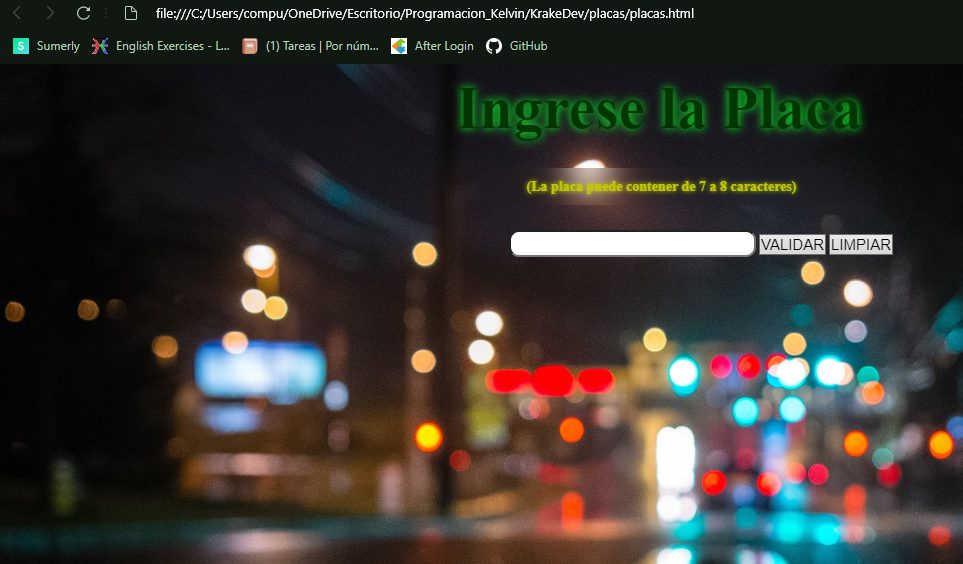 file:///C:/Users/compu/OneDrive/Escritorio/Programacion_Kelvin/KrakeDev/placas/placas.html
Sumerly English Exercises - L... (1) Tareas | Por núm... After Login GitHub
Ingrese la Placa
(La placa puede contener de 7 a 8 caracteres)
VALIDAR LIMPIAR